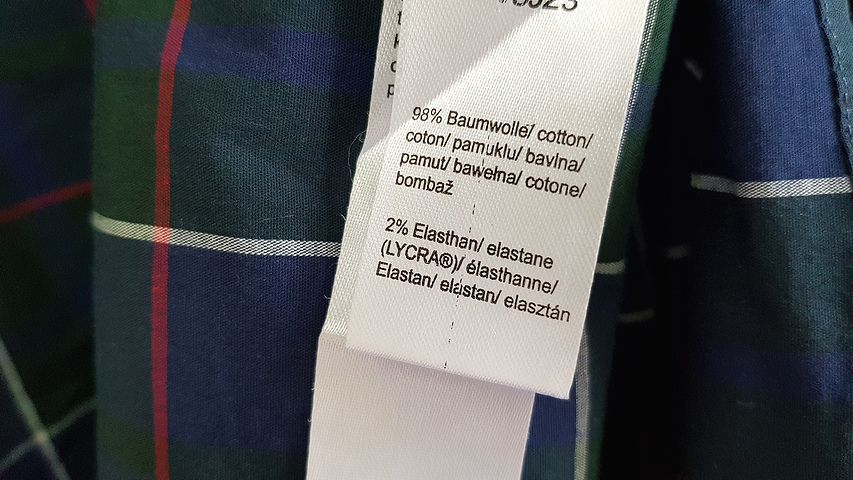 98% Baumwolle/ cotton/
coton/ pamuklu/ bavlna/
pamut/ bawełna/ cotone/
bombaž
2% Elasthan/ elastane
(LYCRA®)/ élasthanne/
Elastan/ elastan/ elasztán